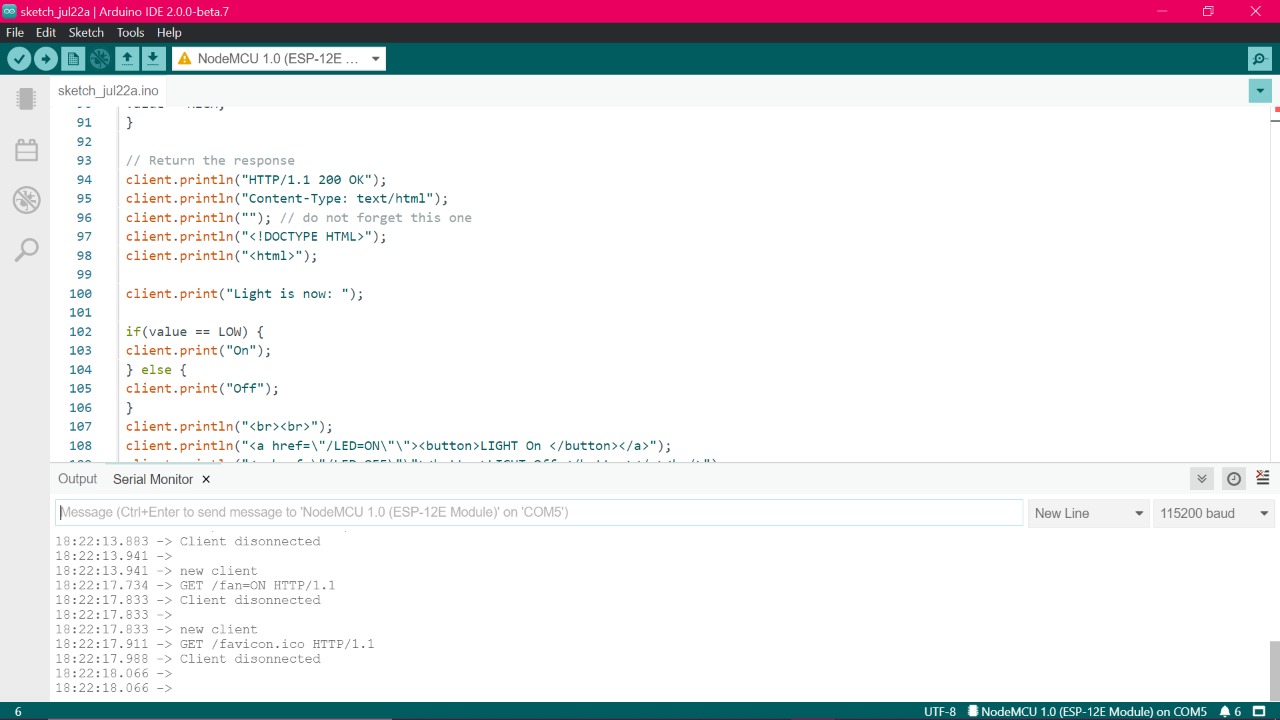 sketch_jul22a | Arduino IDE 2.0.0-beta.7
File Edit Sketch Tools Help
NodeMCU 1.0 (ESP-12E ...
sketch_jul22a.ino
91 }
92
93 // Return the response
94 client.println("HTTP/1.1 200 OK");
95 client.println("Content-Type: text/html");
96 client.println(""); // do not forget this one
97 client.println("<!DOCTYPE HTML>");
98 client.println("<html>");
99
100 client.print("Light is now: ");
101
102 if(value == LOW) {
103 client.print("On");
104 } else {
105 client.print("Off");
106 }
107 client.println("<br><br>");
108 client.println("<a href=\"/LED=ON\"\"><button>LIGHT On </button></a>");
Output Serial Monitor
Message (Ctrl+Enter to send message to 'NodeMCU 1.0 (ESP-12E Module)' on 'COM5')
New Line 115200 baud
18:22:13.883 -> Client disonnected
18:22:13.941 ->
18:22:13.941 -> new client
18:22:17.734 -> GET /fan=ON HTTP/1.1
18:22:17.833 -> Client disonnected
18:22:17.833 ->
18:22:17.833 -> new client
18:22:17.911 -> GET /favicon.ico HTTP/1.1
18:22:17.988 -> Client disonnected
18:22:18.066 ->
18:22:18.066 ->
6 UTF-8 NodeMCU 1.0 (ESP-12E Module) on COM5 6